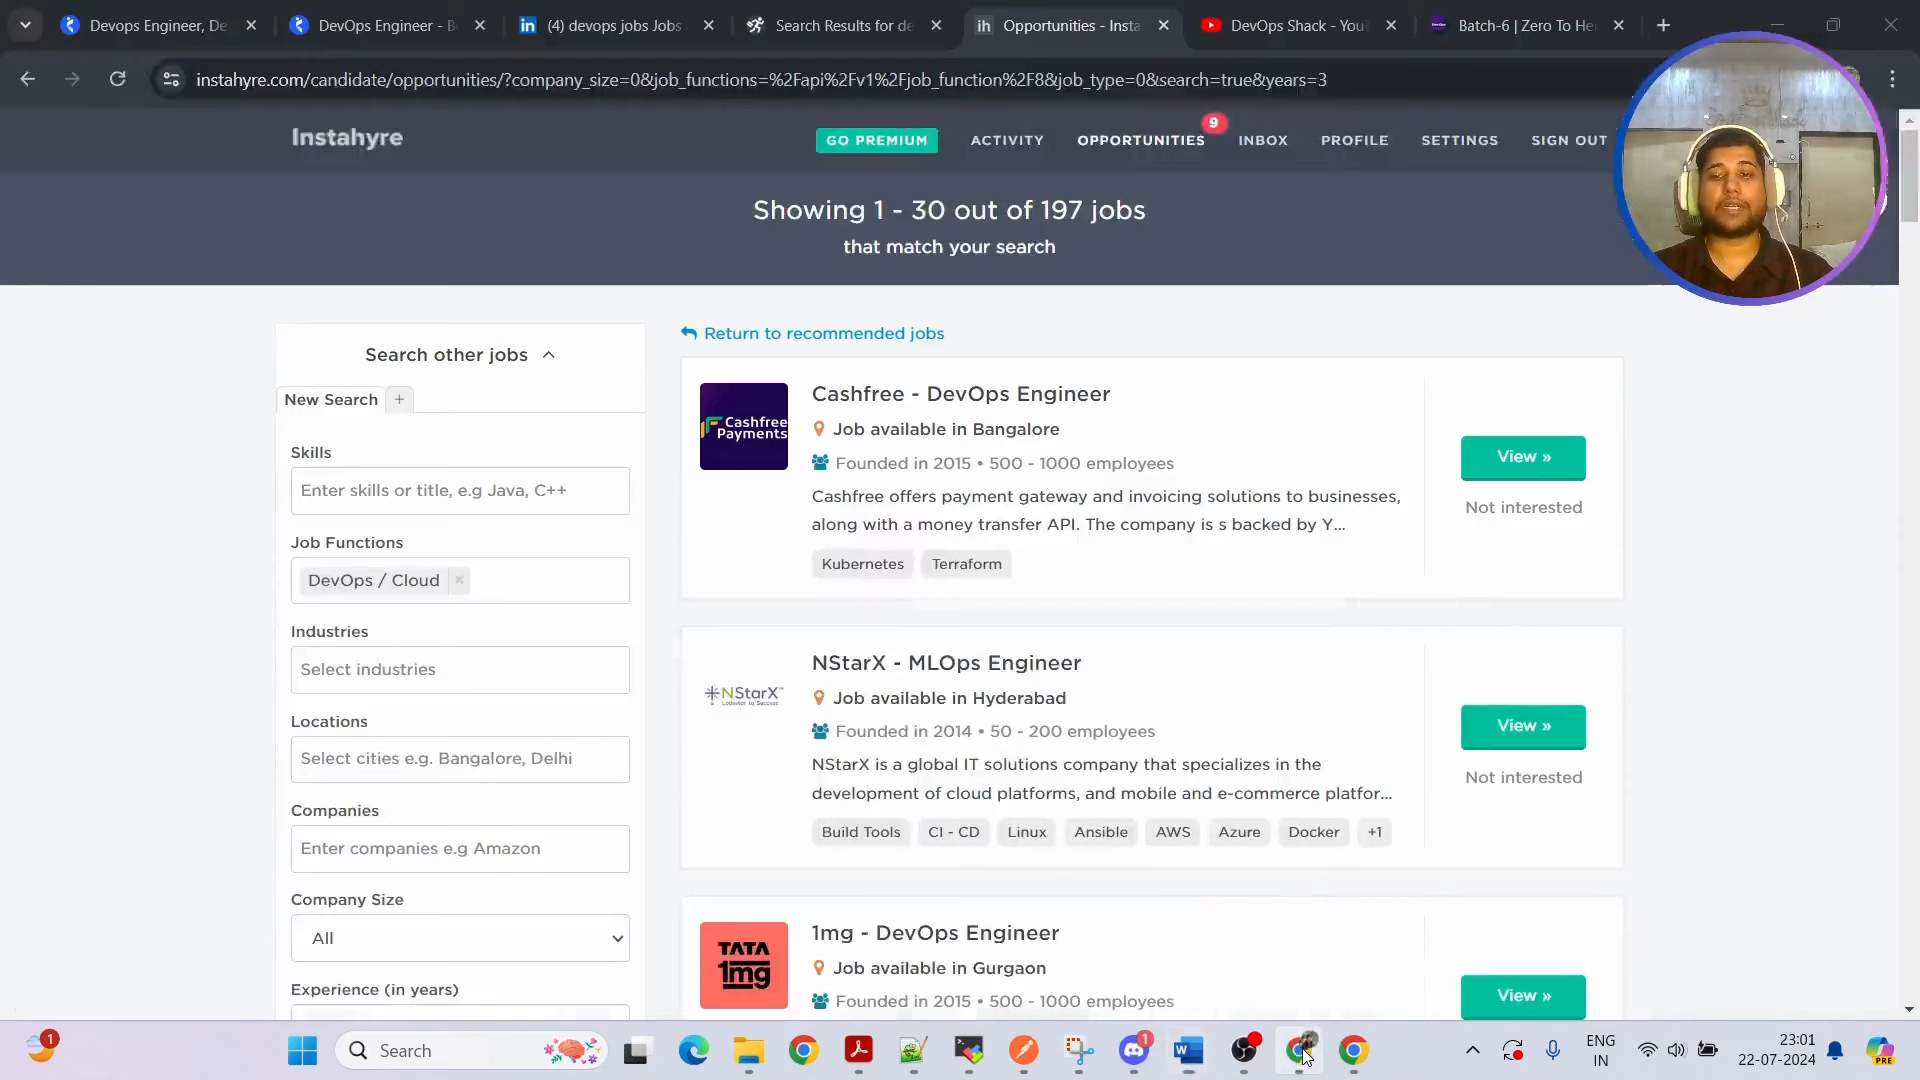 Devops Engineer, De
DevOps Engineer - B
(4) devops jobs Jobs
Search Results for de
ih Opportunities - Insta
DevOps Shack - YouT
Batch-6 | Zero To He
instahyre.com/candidate/opportunities/?company_size=0&job_functions=%2Fapi%2Fv1%2Fjob_function%2F8&job_type=0&search=true&years=3
Instahyre
GO PREMIUM
ACTIVITY
OPPORTUNITIES
9
INBOX
PROFILE
SETTINGS
SIGN OUT
Showing 1 - 30 out of 197 jobs
that match your search
Search other jobs
New Search +
Skills
Enter skills or title, e.g Java, C++
Job Functions
DevOps / Cloud ×
Industries
Select industries
Locations
Select cities e.g. Bangalore, Delhi
Companies
Enter companies e.g Amazon
Company Size
All
Experience (in years)
Return to recommended jobs
Cashfree Payments
Cashfree - DevOps Engineer
Job available in Bangalore
Founded in 2015 • 500 - 1000 employees
Cashfree offers payment gateway and invoicing solutions to businesses,
along with a money transfer API. The company is s backed by Y...
Kubernetes Terraform
View »
Not interested
NStarX
NStarX - MLOps Engineer
Job available in Hyderabad
Founded in 2014 • 50 - 200 employees
NStarX is a global IT solutions company that specializes in the
development of cloud platforms, and mobile and e-commerce platfor...
Build Tools CI - CD Linux Ansible AWS Azure Docker +1
View »
Not interested
TATA
1mg
1mg - DevOps Engineer
Job available in Gurgaon
Founded in 2015 • 500 - 1000 employees
View »
1
Search
1
ENG
IN
23:01
22-07-2024
PRE